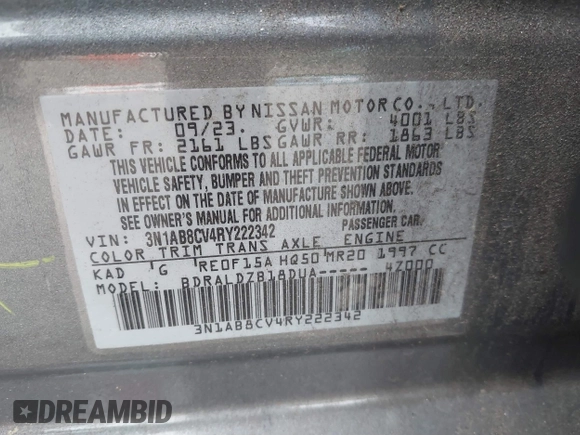 MANUFACTURED BY NISSAN MOTOR CO., LTD.
DATE: 09/23. GVWR: 4001 LBS
GAWR FR: 2161 LBS GAWR RR: 1863 LBS
THIS VEHICLE CONFORMS TO ALL APPLICABLE FEDERAL MOTOR
VEHICLE SAFETY, BUMPER AND THEFT PREVENTION STANDARDS
IN EFFECT ON THE DATE OF MANUFACTURE SHOWN ABOVE.
SEE OWNER'S MANUAL FOR ADDITIONAL INFORMATION.
VIN: 3N1AB8CV4RY222342 PASSENGER CAR.
COLOR TRIM TRANS AXLE ENGINE
KAD 'G RE0F15A HQ50 MR20 1997 CC
MODEL: BDRALDZB18DUA----- 4Z000
3N1AB8CV4RY222342
DREAMBID